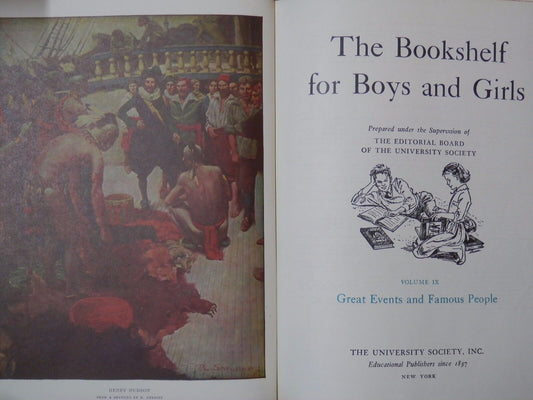 HENRY HUDSON
The Bookshelf
for Boys and Girls
Prepared under the Supervision of
THE EDITORIAL BOARD
OF THE UNIVERSITY SOCIETY
VOLUME IX
Great Events and Famous People
THE UNIVERSITY SOCIETY, INC.
Educational Publishers since 1897
NEW YORK